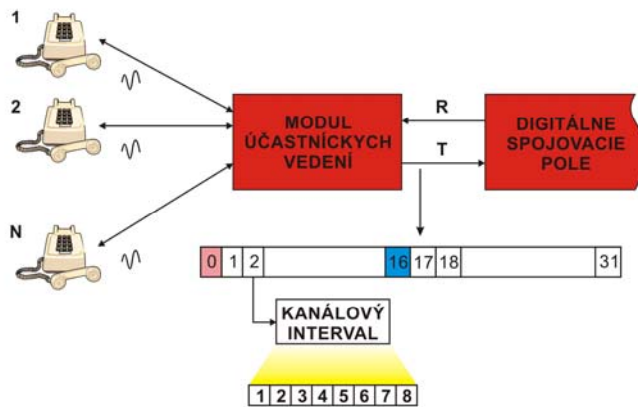 1
2
N
MODUL
ÚČASTNÍCKYCH
VEDENÍ
R
T
DIGITÁLNE
SPOJOVACIE
POLE
0 1 2 16 17 18 31
KANÁLOVÝ
INTERVAL
1 2 3 4 5 6 7 8